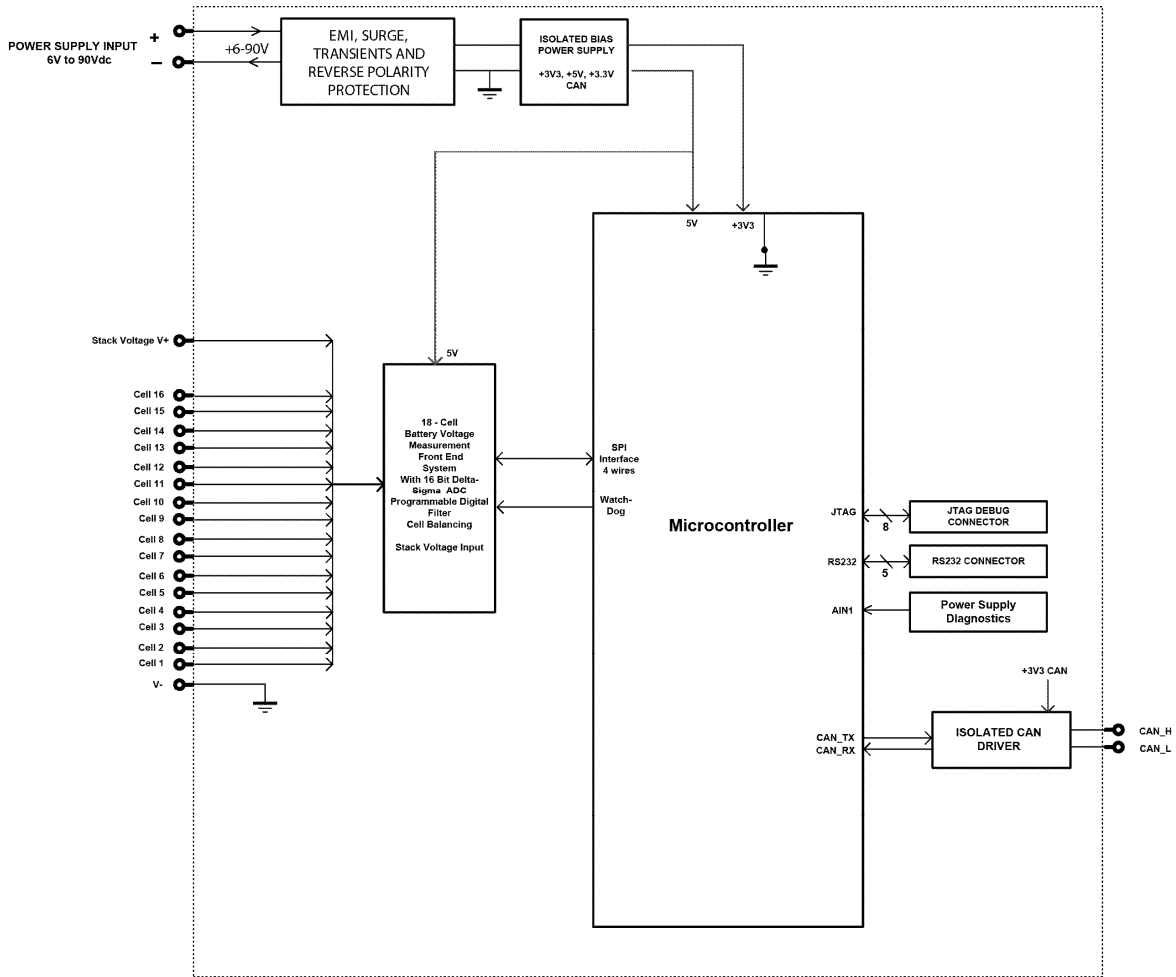 POWER SUPPLY INPUT
6V to 90Vdc
+
−
+6-90V
EMI, SURGE,
TRANSIENTS AND
REVERSE POLARITY
PROTECTION
ISOLATED BIAS
POWER SUPPLY
+3V3, +5V, +3.3V
CAN
5V
+3V3
Stack Voltage V+
Cell 16
Cell 15
Cell 14
Cell 13
Cell 12
Cell 11
Cell 10
Cell 9
Cell 8
Cell 7
Cell 6
Cell 5
Cell 4
Cell 3
Cell 2
Cell 1
V-
5V
18 - Cell
Battery Voltage
Measurement
Front End
System
With 16 Bit Delta-
Sigma ADC
Programmable Digital
Filter
Cell Balancing
Stack Voltage Input
SPI
Interface
4 wires
Watch-
Dog
Microcontroller
JTAG
8
JTAG DEBUG
CONNECTOR
RS232
5
RS232 CONNECTOR
AIN1
Power Supply
Diagnostics
+3V3 CAN
CAN_TX
CAN_RX
ISOLATED CAN
DRIVER
CAN_H
CAN_L